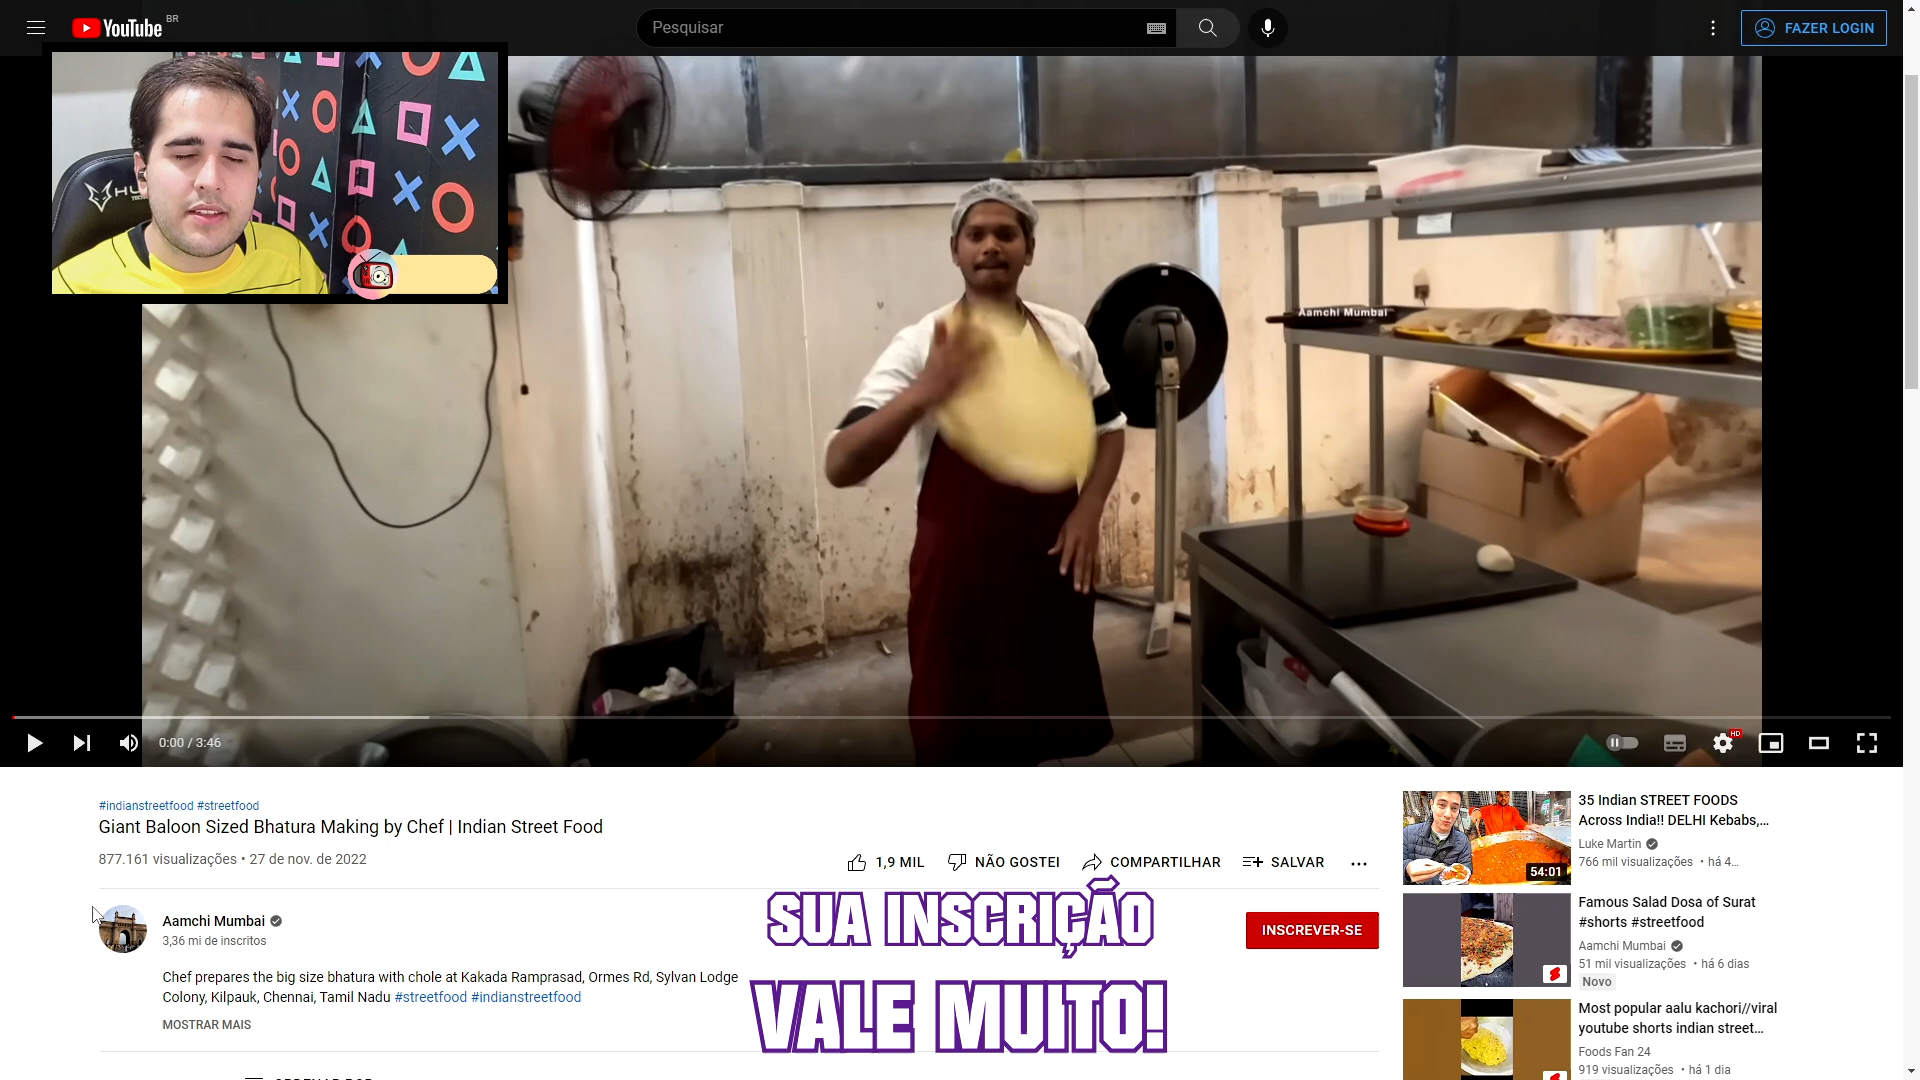 YouTube
BR
Pesquisar
FAZER LOGIN
Aamchi Mumbai
0:00 / 3:46
HD
#indianstreetfood #streetfood
Giant Baloon Sized Bhatura Making by Chef | Indian Street Food
877.161 visualizações • 27 de nov. de 2022
1,9 MIL
NÃO GOSTEI
COMPARTILHAR
SALVAR
SUA INSCRIÇÃO
VALE MUITO!
Aamchi Mumbai
3,36 mi de inscritos
INSCREVER-SE
Chef prepares the big size bhatura with chole at Kakada Ramprasad, Ormes Rd, Sylvan Lodge
Colony, Kilpauk, Chennai, Tamil Nadu #streetfood #indianstreetfood
MOSTRAR MAIS
54:01
35 Indian STREET FOODS
Across India!! DELHI Kebabs,...
Luke Martin
766 mil visualizações • há 4...
Famous Salad Dosa of Surat
#shorts #streetfood
Aamchi Mumbai
51 mil visualizações • há 6 dias
Novo
Most popular aalu kachori//viral
youtube shorts indian street...
Foods Fan 24
919 visualizações • há 1 dia